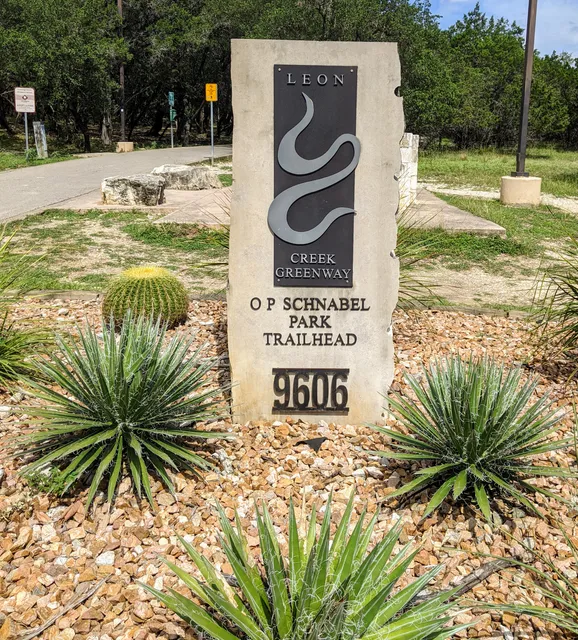 LEON
CREEK
GREENWAY
O P SCHNABEL
PARK
TRAILHEAD
9606